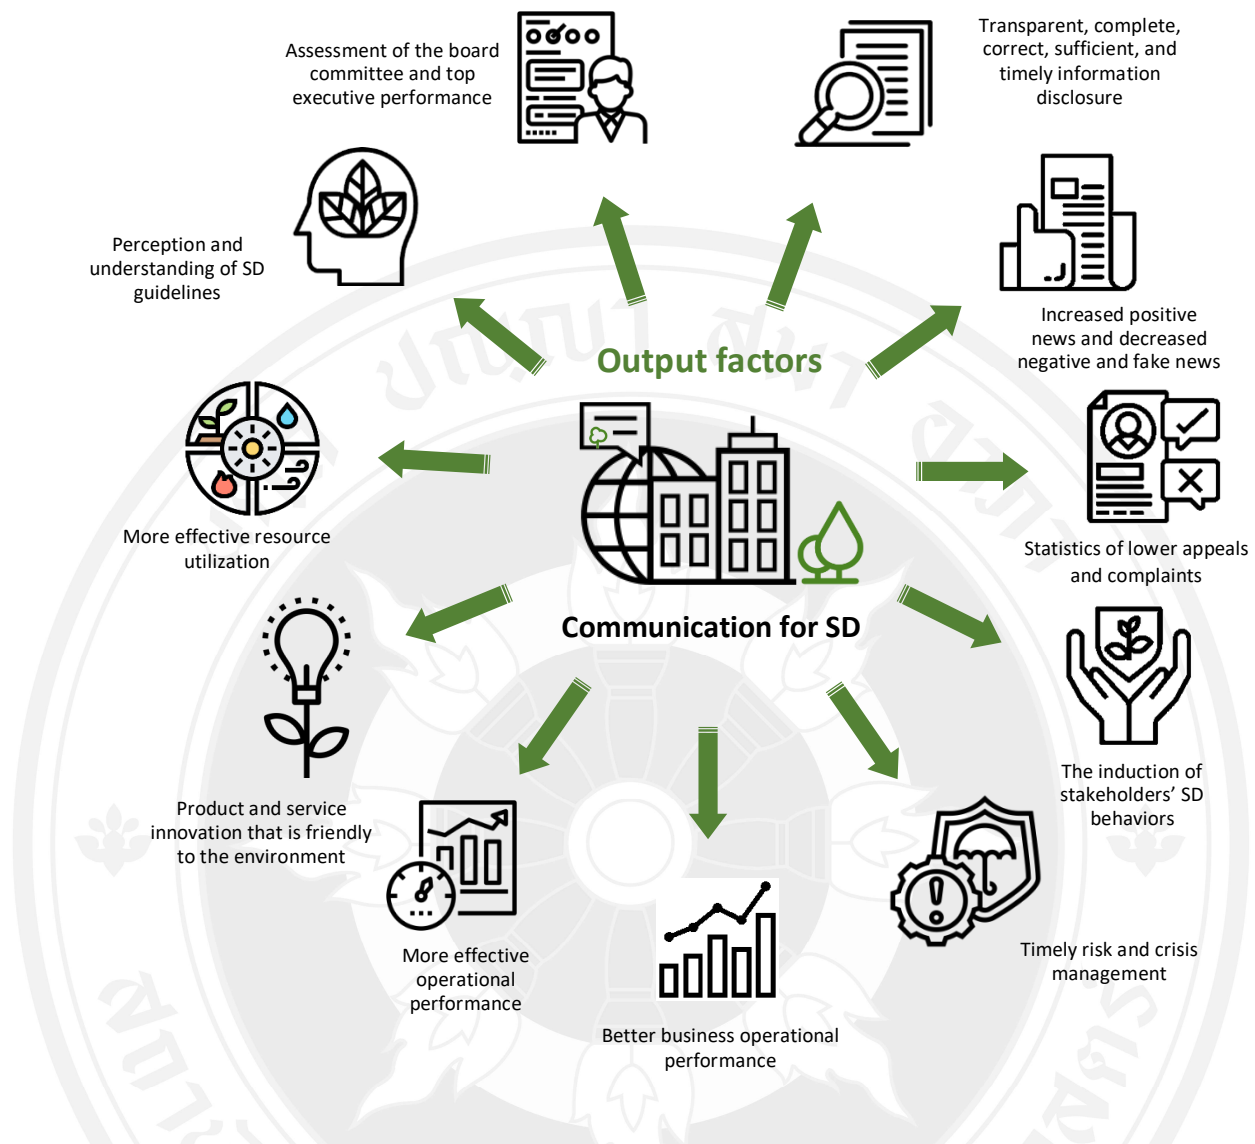 Assessment of the board
committee and top
executive performance
Transparent, complete,
correct, sufficient, and
timely information
disclosure
Perception and
understanding of SD
guidelines
Increased positive
news and decreased
negative and fake news
Output factors
More effective resource
utilization
Statistics of lower appeals
and complaints
Communication for SD
The induction of
stakeholders’ SD
behaviors
Product and service
innovation that is friendly
to the environment
More effective
operational
performance
Timely risk and crisis
management
Better business operational
performance